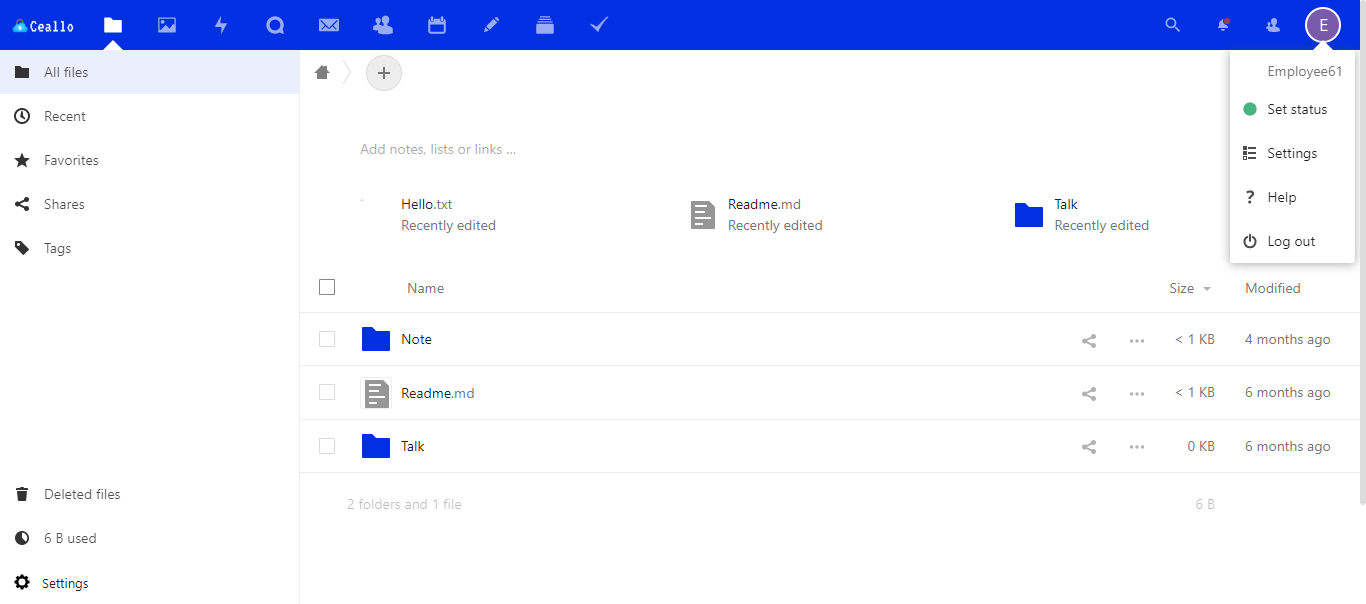 Ceallo
E
All files
Recent
Favorites
Shares
Tags
Deleted files
6 B used
Settings
Employee61
Set status
Settings
Help
Log out
Add notes, lists or links ...
Hello.txt
Recently edited
Readme.md
Recently edited
Talk
Recently edited
Name Size Modified
Note < 1 KB 4 months ago
Readme.md < 1 KB 6 months ago
Talk 0 KB 6 months ago
2 folders and 1 file 6 B